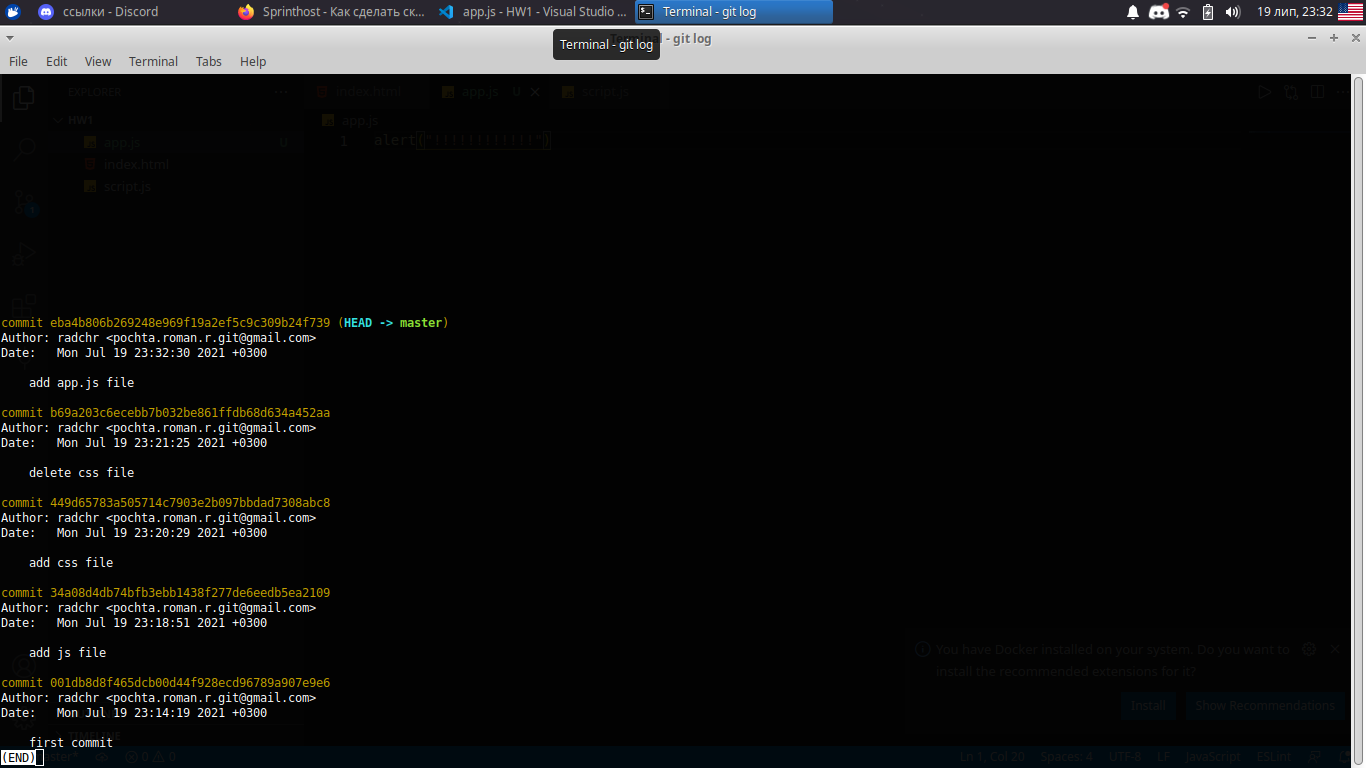 ссылки - Discord
Sprinthost - Как сделать ск...
app.js - HW1 - Visual Studio ...
Terminal - git log
19 лип, 23:32
Terminal - git log
Terminal - git log
File Edit View Terminal Tabs Help
EXPLORER
index.html
app.js U
script.js
HW1
app.js
app.js U
1 alert("!!!!!!!!!!!!!")
index.html
script.js
commit eba4b806b269248e969f19a2ef5c9c309b24f739 (HEAD -> master)
Author: radchr <pochta.roman.r.git@gmail.com>
Date: Mon Jul 19 23:32:30 2021 +0300
add app.js file
commit b69a203c6ecebb7b032be861ffdb68d634a452aa
Author: radchr <pochta.roman.r.git@gmail.com>
Date: Mon Jul 19 23:21:25 2021 +0300
delete css file
commit 449d65783a505714c7903e2b097bbdad7308abc8
Author: radchr <pochta.roman.r.git@gmail.com>
Date: Mon Jul 19 23:20:29 2021 +0300
add css file
commit 34a08d4db74bfb3ebb1438f277de6eedb5ea2109
Author: radchr <pochta.roman.r.git@gmail.com>
Date: Mon Jul 19 23:18:51 2021 +0300
add js file
You have Docker installed on your system. Do you want to
install the recommended extensions for it?
Install Show Recommendations
commit 001db8d8f465dcb00d44f928ecd96789a907e9e6
Author: radchr <pochta.roman.r.git@gmail.com>
Date: Mon Jul 19 23:14:19 2021 +0300
TIMELINE
first commit
(END)
0 0
Ln 1, Col 20 Spaces: 4 UTF-8 LF JavaScript ESLint